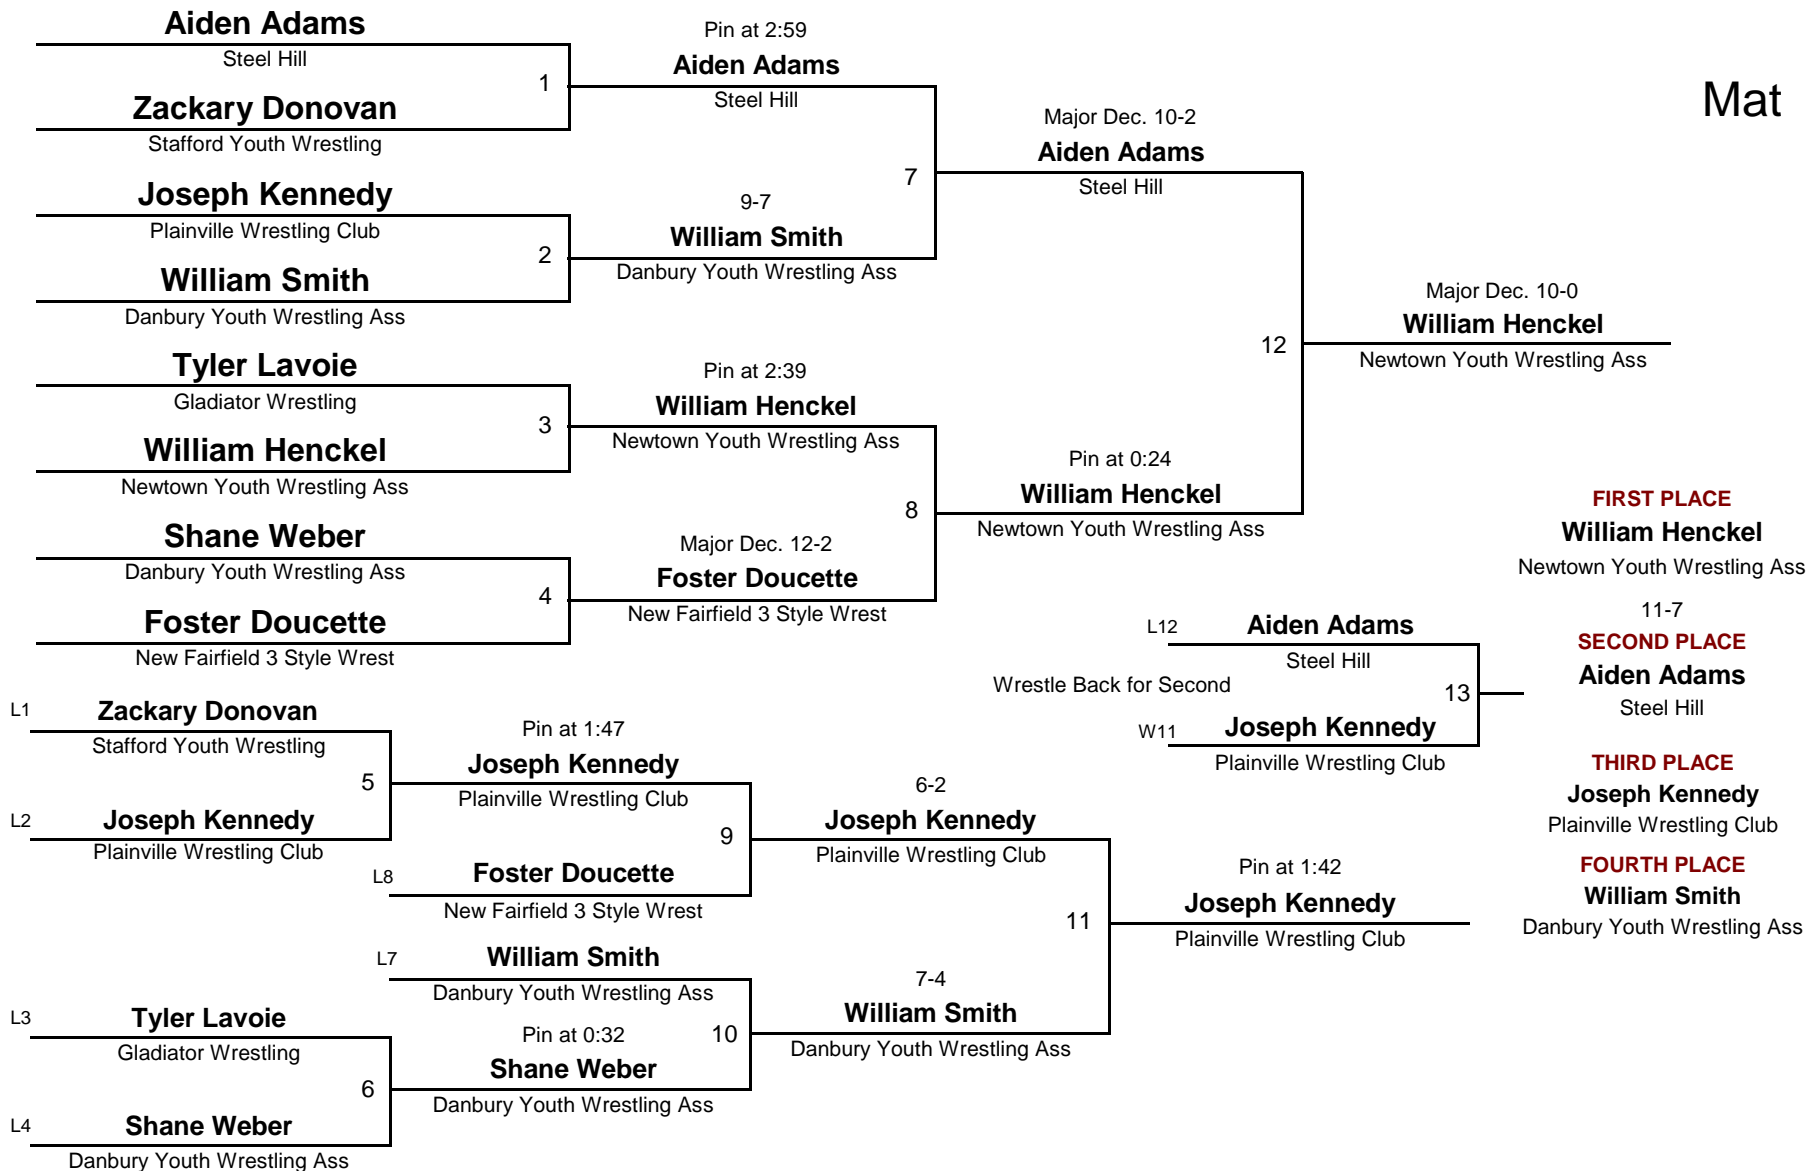 Aiden Adams
Steel Hill
1
Zackary Donovan
Stafford Youth Wrestling
Joseph Kennedy
Plainville Wrestling Club
2
William Smith
Danbury Youth Wrestling Ass
Tyler Lavoie
Gladiator Wrestling
3
William Henckel
Newtown Youth Wrestling Ass
Shane Weber
Danbury Youth Wrestling Ass
4
Foster Doucette
New Fairfield 3 Style Wrest
Pin at 2:59
Aiden Adams
Steel Hill
7
9-7
William Smith
Danbury Youth Wrestling Ass
Pin at 2:39
William Henckel
Newtown Youth Wrestling Ass
8
Major Dec. 12-2
Foster Doucette
New Fairfield 3 Style Wrest
Major Dec. 10-2
Aiden Adams
Steel Hill
12
Pin at 0:24
William Henckel
Newtown Youth Wrestling Ass
Mat
Major Dec. 10-0
William Henckel
Newtown Youth Wrestling Ass
L12 Aiden Adams
Steel Hill
Wrestle Back for Second
13
W11 Joseph Kennedy
Plainville Wrestling Club
FIRST PLACE
William Henckel
Newtown Youth Wrestling Ass
11-7
SECOND PLACE
Aiden Adams
Steel Hill
THIRD PLACE
Joseph Kennedy
Plainville Wrestling Club
FOURTH PLACE
William Smith
Danbury Youth Wrestling Ass
L1 Zackary Donovan
Stafford Youth Wrestling
5
L2 Joseph Kennedy
Plainville Wrestling Club
Pin at 1:47
Joseph Kennedy
Plainville Wrestling Club
9
L8 Foster Doucette
New Fairfield 3 Style Wrest
L7 William Smith
Danbury Youth Wrestling Ass
10
L3 Tyler Lavoie
Gladiator Wrestling
6
L4 Shane Weber
Danbury Youth Wrestling Ass
Pin at 0:32
Shane Weber
Danbury Youth Wrestling Ass
6-2
Joseph Kennedy
Plainville Wrestling Club
11
7-4
William Smith
Danbury Youth Wrestling Ass
Pin at 1:42
Joseph Kennedy
Plainville Wrestling Club